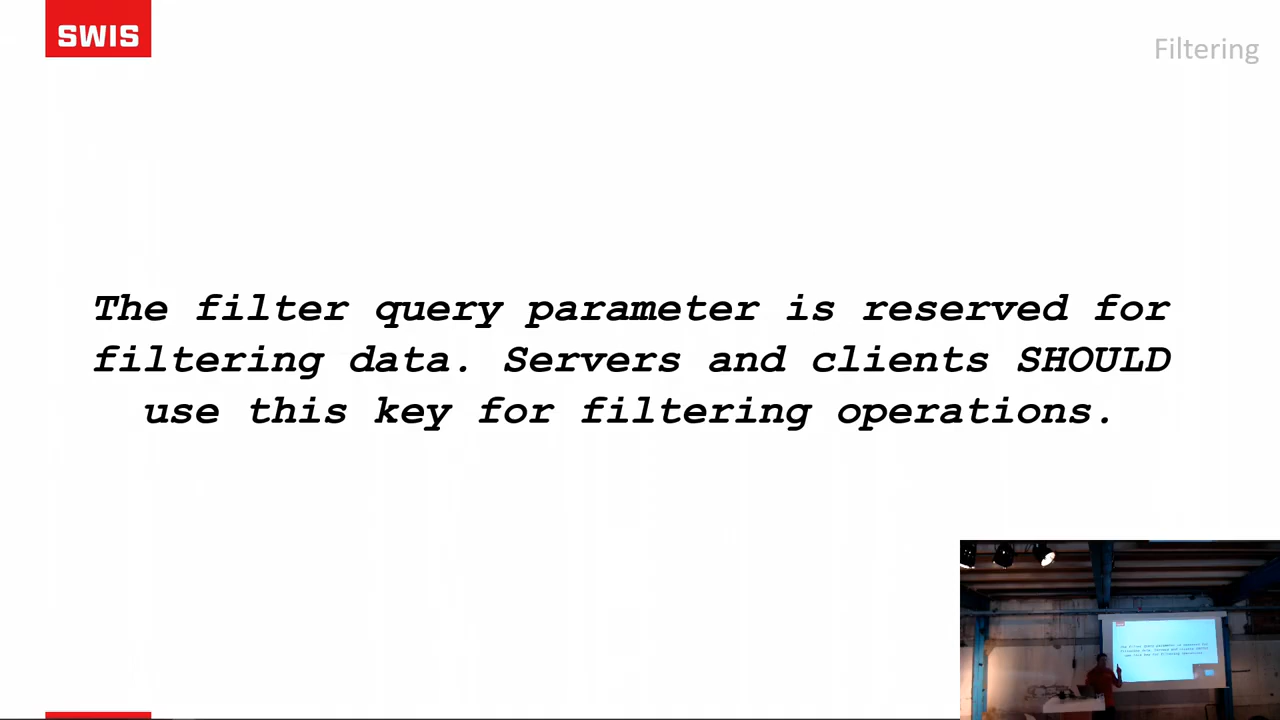 SWIS
Filtering
The filter query parameter is reserved for
filtering data. Servers and clients SHOULD
use this key for filtering operations.